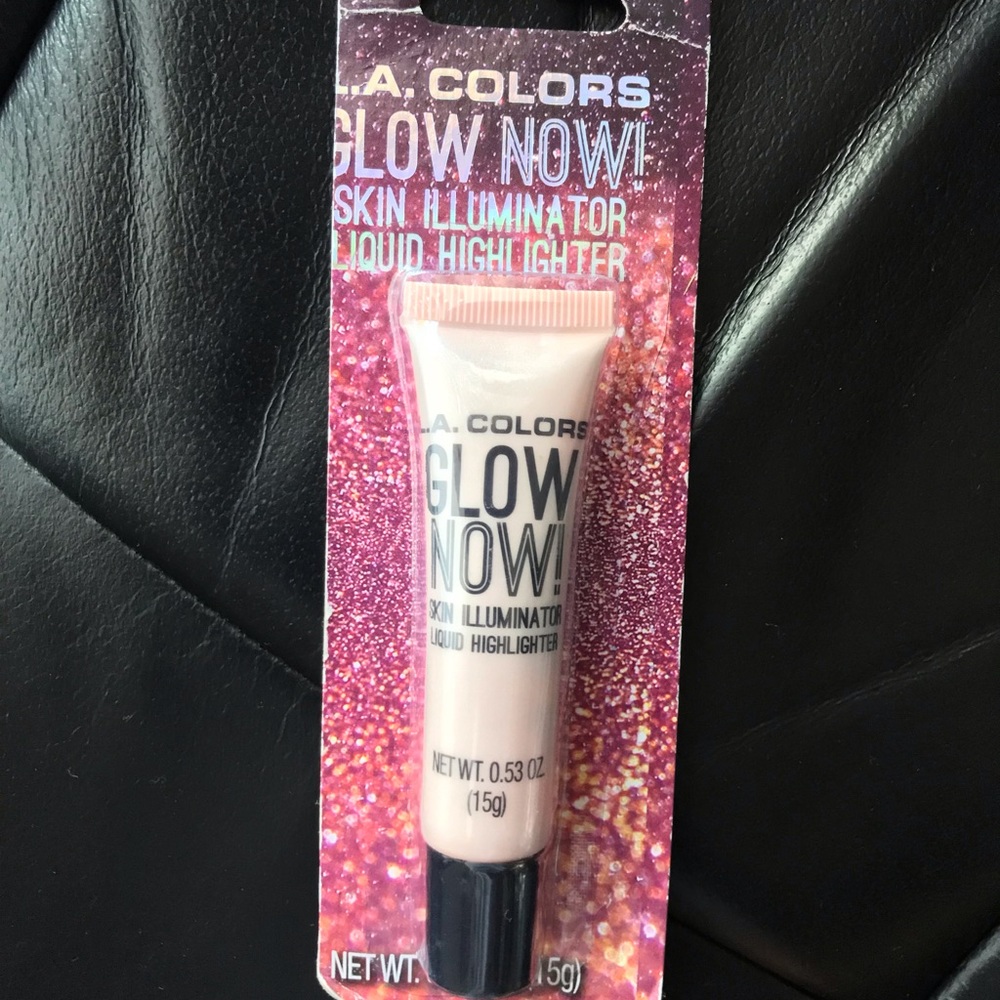 L.A. COLORS
GLOW NOW!
SKIN ILLUMINATOR
LIQUID HIGHLIGHTER
L.A. COLORS
GLOW
NOW!
SKIN ILLUMINATOR
LIQUID HIGHLIGHTER
NET WT. 0.53 OZ.
(15g)
NET WT. 15g)